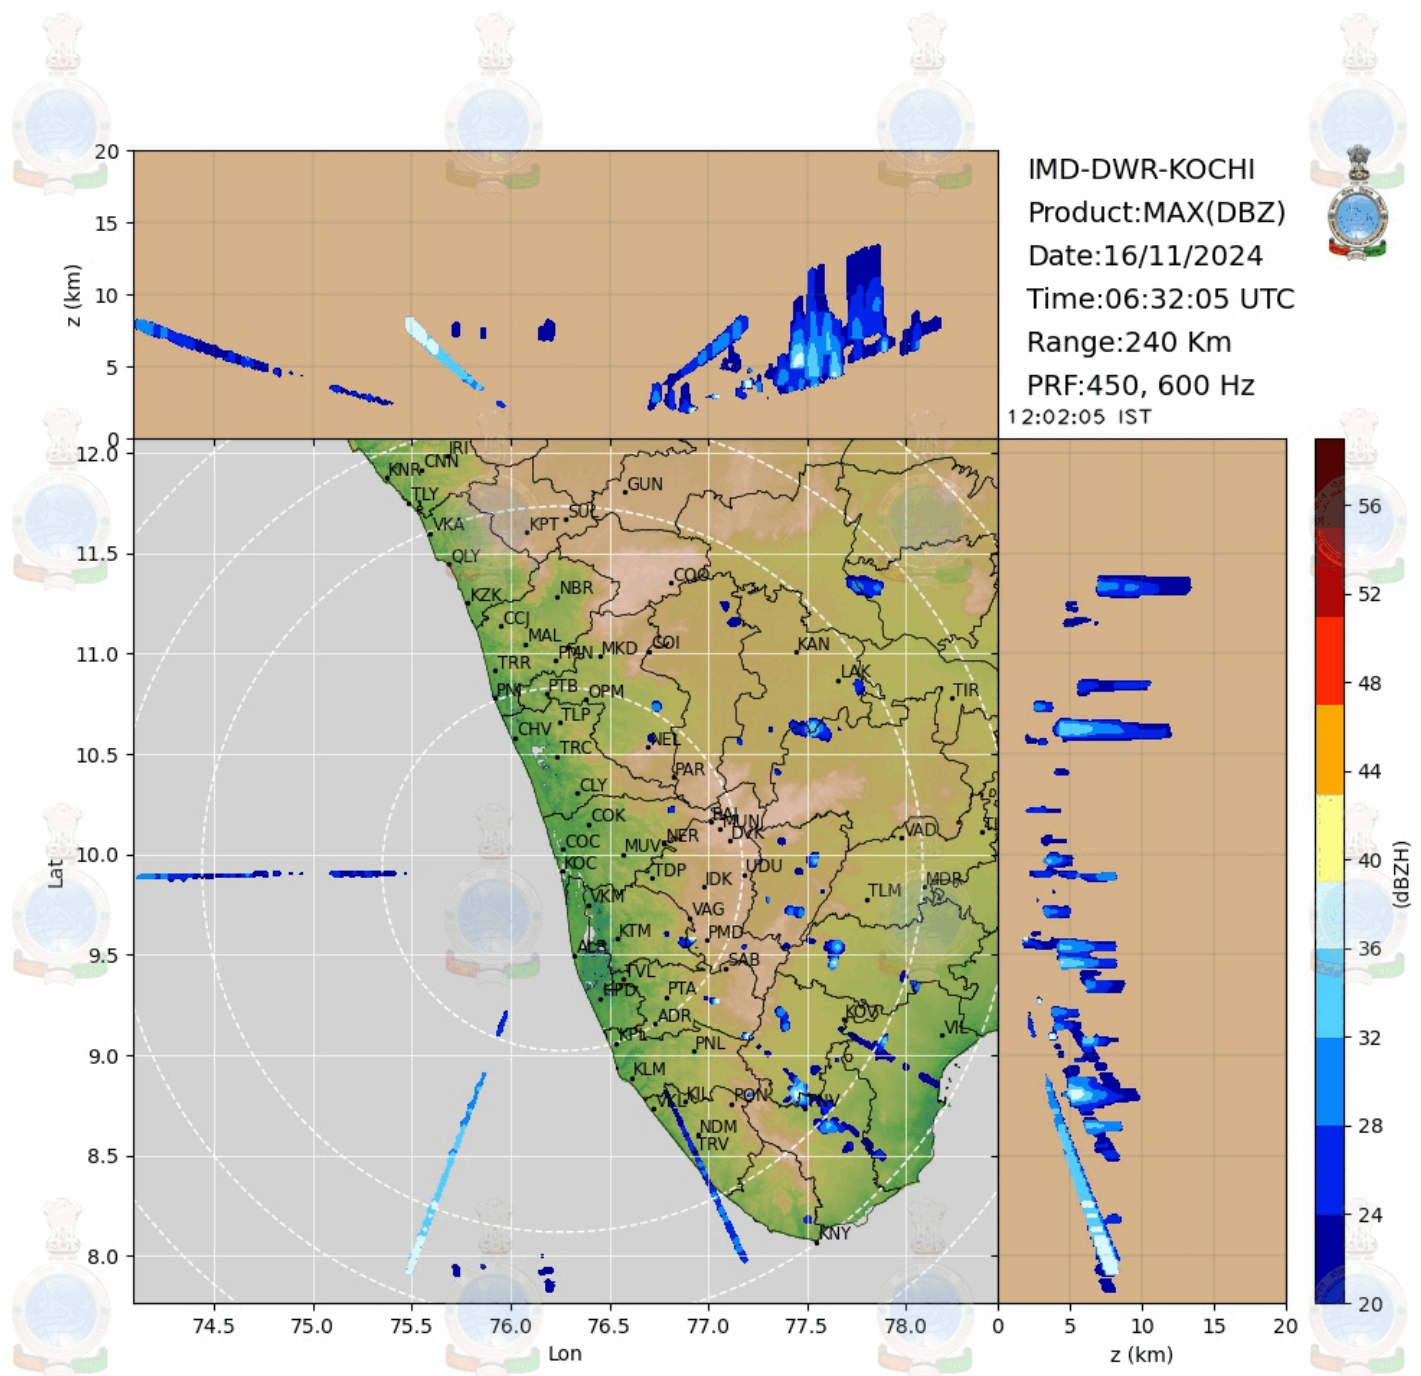 IMD-DWR-KOCHI
Product:MAX(DBZ)
Date:16/11/2024
Time:06:32:05 UTC
Range:240 Km
PRF:450, 600 Hz
12:02:05 IST
20
15
10
5
0
z (km)
12.0
11.5
11.0
10.5
10.0
9.5
9.0
8.5
8.0
Lat
IRI
CNN
KNR
TLY
GUN
SUL
KPT
VKA
QLY
COO
NBR
KZK
CCJ
MAL
PMN
MKD
COI
KAN
TRR
LAK
PTB
OPM
TIR
PM
TLP
CHV
NEL
TRC
PAR
CLY
COK
MUN
DVK
VAD
COC
MUV
NER
KOC
TDP
UDU
IDK
MDR
TLM
VKM
VAG
KTM
PMD
ALP
SAB
TVL
PTA
ADR
KOV
VIL
KPL
PNL
KLM
VKL
KIL
PON
TNV
NDM
TRV
KNY
74.5
75.0
75.5
76.0
76.5
77.0
77.5
78.0
Lon
0
5
10
15
20
z (km)
56
52
48
44
40
36
32
28
24
20
(dBZH)